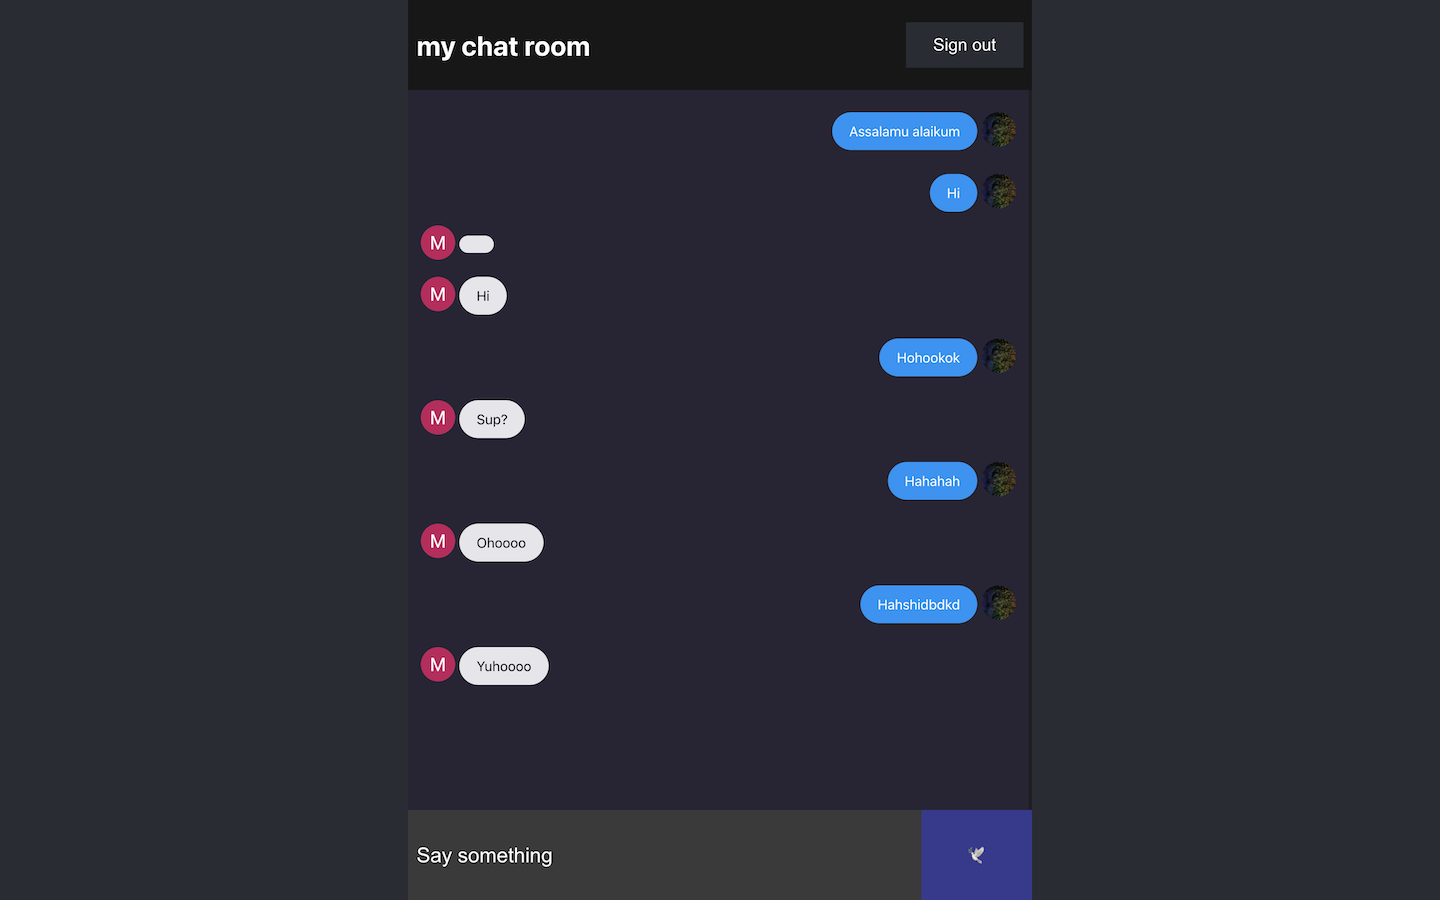 my chat room
Sign out
Assalamu alaikum
Hi
M
M
Hi
Hohookok
M
Sup?
Hahahah
M
Ohoooo
Hahshidbdkd
M
Yuhoooo
Say something